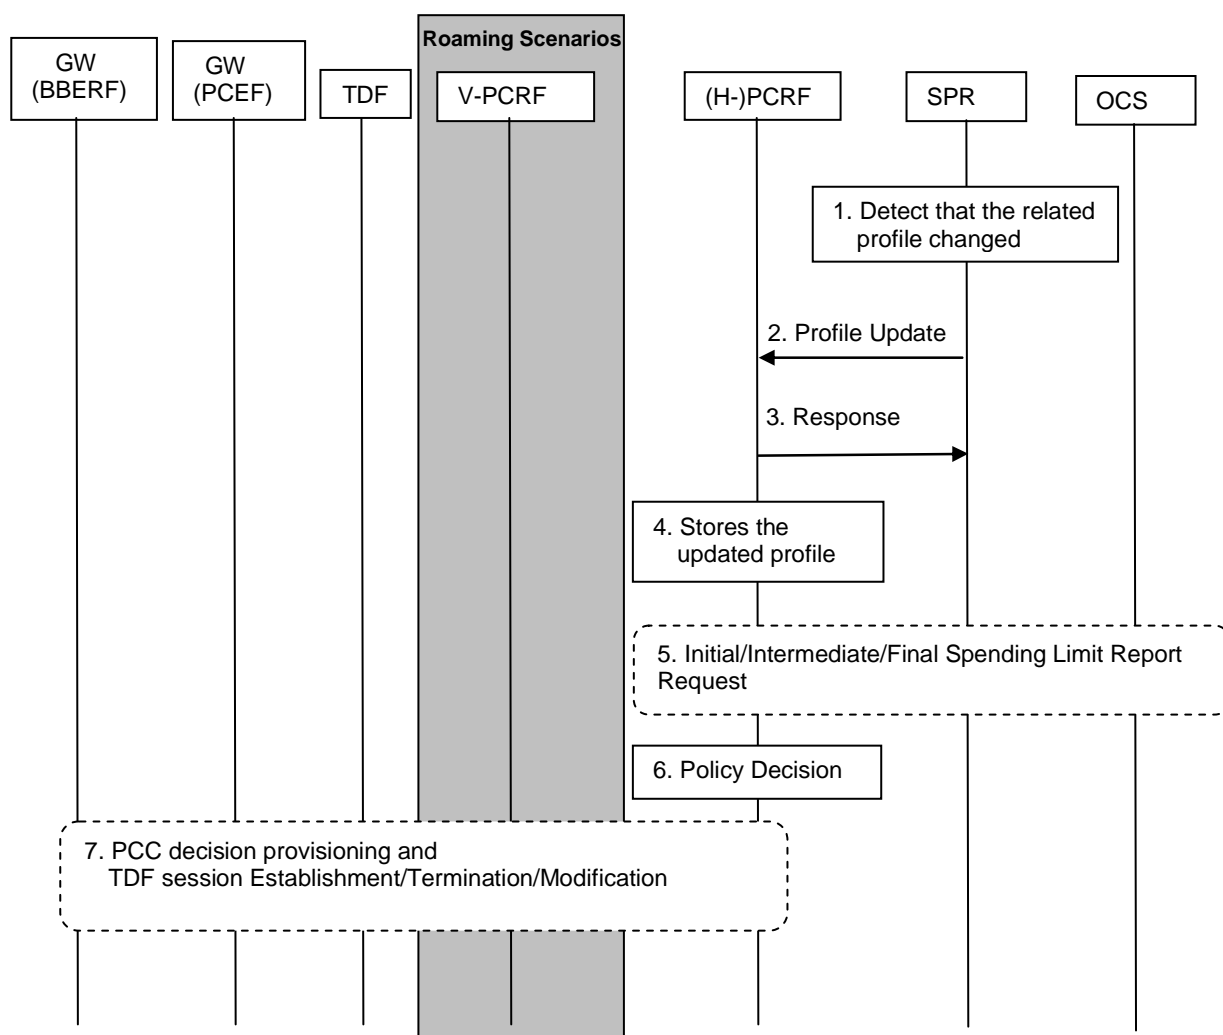 Roaming Scenarios
GW
(BBERF)
GW
(PCEF)
TDF
V-PCRF
(H-)PCRF
SPR
OCS
1. Detect that the related
profile changed
2. Profile Update
3. Response
4. Stores the
updated profile
5. Initial/Intermediate/Final Spending Limit Report
Request
6. Policy Decision
7. PCC decision provisioning and
TDF session Establishment/Termination/Modification